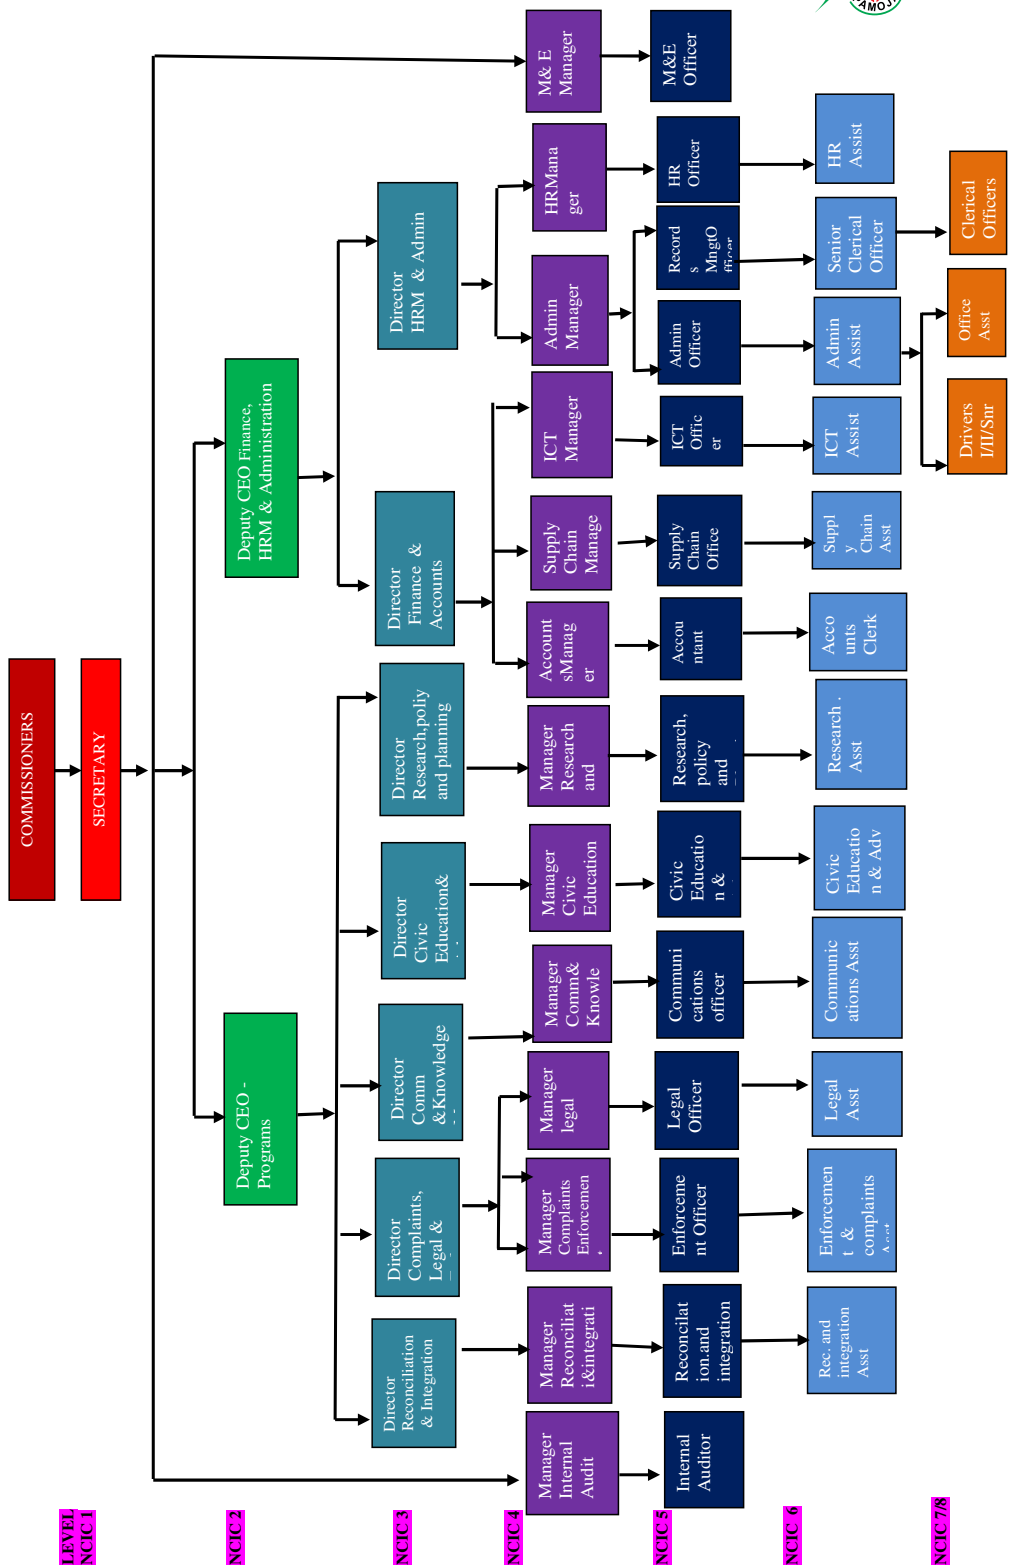 COMMISSIONERS
SECRETARY
LEVEL
NCIC 1
Deputy CEO -
Programs
Deputy CEO Finance,
HRM & Administration
NCIC 2
Director
Reconciliation
& Integration
Director
Complaints,
Legal &
Director
Comm
&Knowledge
Director
Civic
Education&
Director
Research,poliy
and planning
Director
Finance &
Accounts
Director
HRM & Admin
NCIC 3
Manager
Internal
Audit
Manager
Reconciliat
i&integrati
Manager
Complaints
Enforcemen
Manager
legal
Manager
Comm&
Knowle
Manager
Civic
Education
Manager
Research
and
Account
sManag
er
Supply
Chain
Manage
ICT
Manager
Admin
Manager
HRMana
ger
M& E
Manager
NCIC 4
Internal
Auditor
Reconcilat
ion.and
integration
Enforceme
nt Officer
Legal
Officer
Communi
cations
officer
Civic
Educatio
n &
Research,
policy
and
Accou
ntant
Supply
Chain
Office
ICT
Offic
er
Admin
Officer
Record
s
MngtO
fficer
HR
Officer
M&E
Officer
NCIC 5
Rec. and
integration
Asst
Enforcemen
t &
complaints
Asst
Legal
Asst
Communic
ations Asst
Civic
Educatio
n & Adv
Research .
Asst
Acco
unts
Clerk
Suppl
y
Chain
Asst
ICT
Assist
Admin
Assist
Senior
Clerical
Officer
HR
Assist
NCIC 6
Drivers
I/II/Snr
Office
Asst
Clerical
Officers
NCIC 7/8